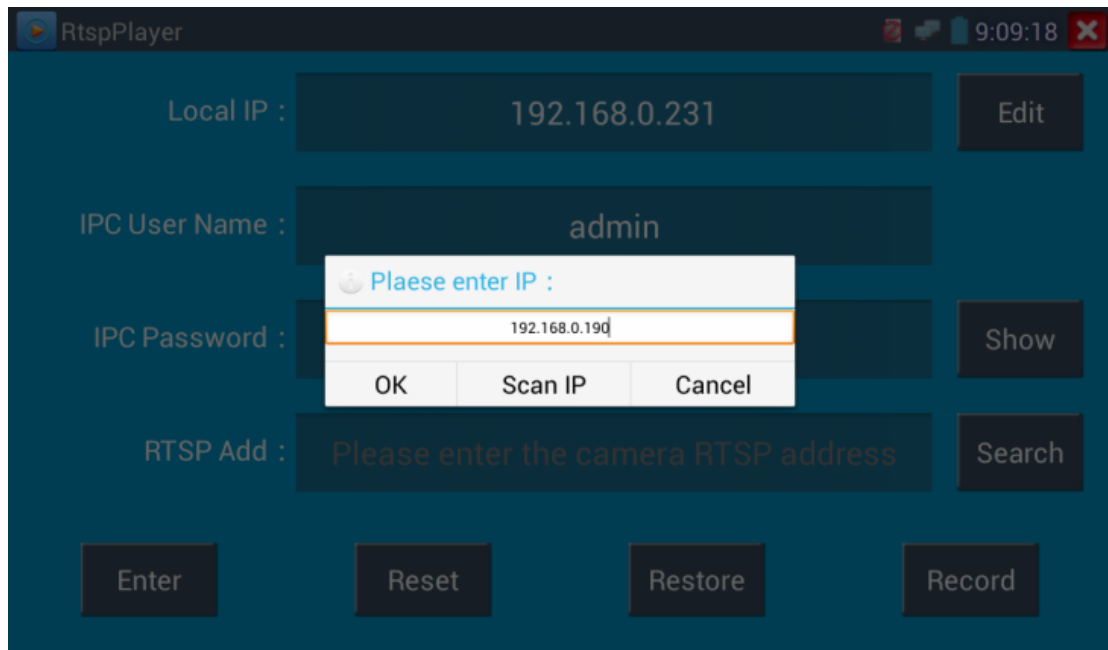 RtspPlayer 9:09:18
Local IP : 192.168.0.231 Edit
IPC User Name : admin
Plaese enter IP :
192.168.0.190
IPC Password : Show
OK Scan IP Cancel
RTSP Add : Please enter the camera RTSP address Search
Enter Reset Restore Record